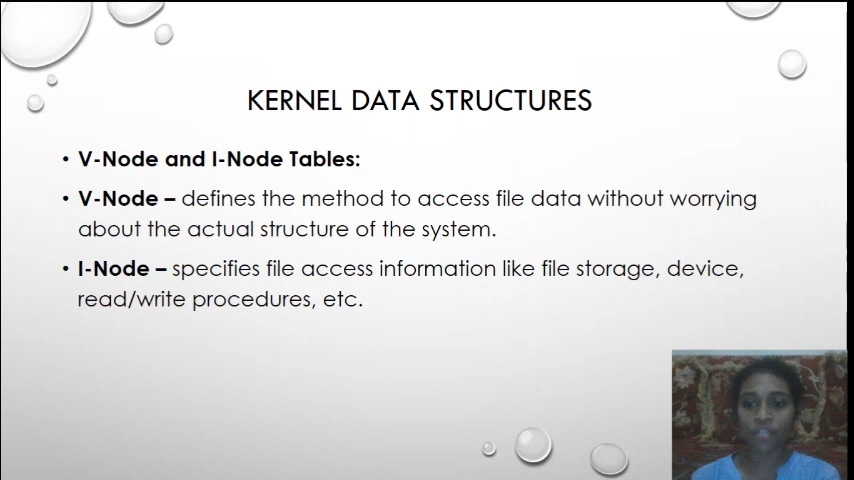 KERNEL DATA STRUCTURES
• V-Node and I-Node Tables:
• V-Node – defines the method to access file data without worrying
about the actual structure of the system.
• I-Node – specifies file access information like file storage, device,
read/write procedures, etc.